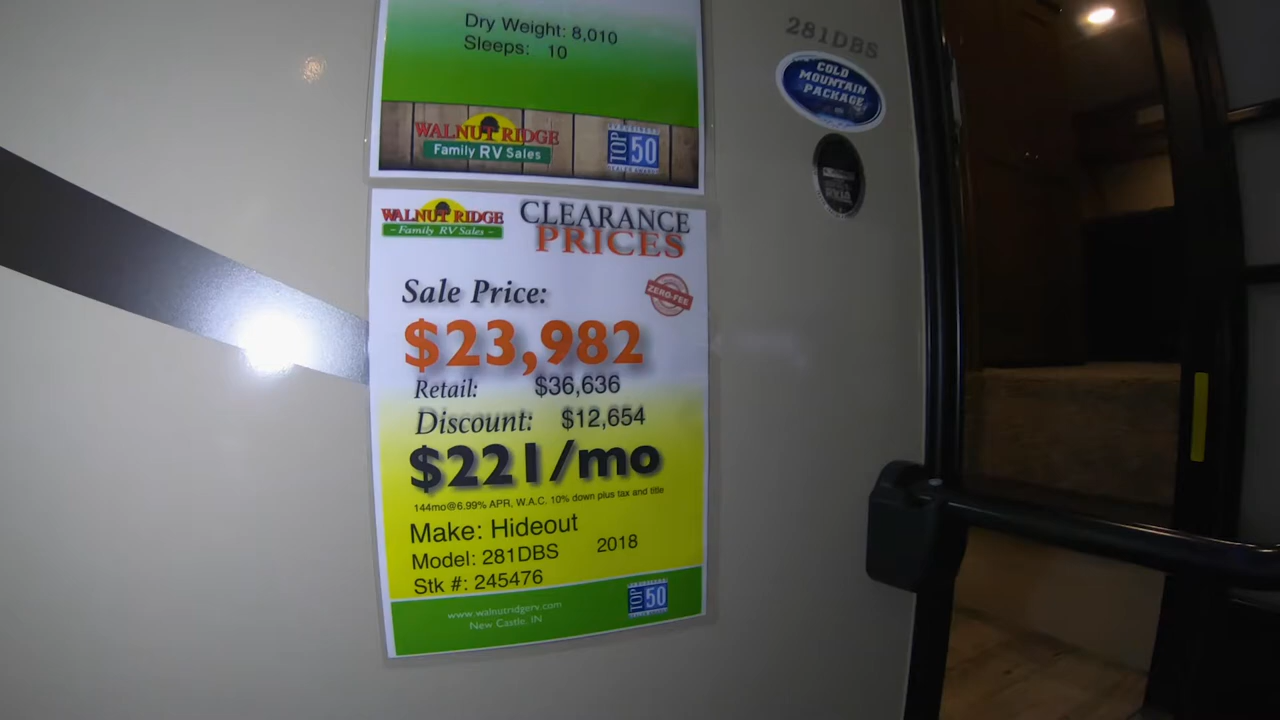 Dry Weight: 8,010
Sleeps: 10
WALNUT RIDGE
Family RV Sales
TOP 50
281DBS
COLD
MOUNTAIN
PACKAGE
WALNUT RIDGE
- Family RV Sales -
CLEARANCE
PRICES
Sale Price:
ZERO-FEE
$23,982
Retail: $36,636
Discount: $12,654
$221/mo
144mo@6.99% APR, W.A.C. 10% down plus tax and title
Make: Hideout
Model: 281DBS 2018
Stk #: 245476
www.walnutridgerv.com
New Castle, IN
TOP 50